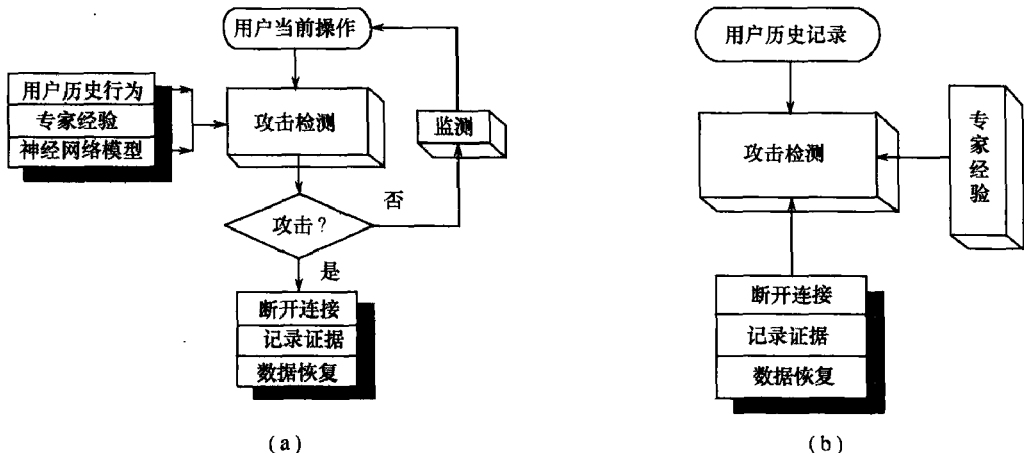 用户当前操作
用户历史行为
专家经验
神经网络模型
攻击检测
监测
攻击?
否
是
断开连接
记录证据
数据恢复
(a)
用户历史记录
攻击检测
专家经验
断开连接
记录证据
数据恢复
(b)